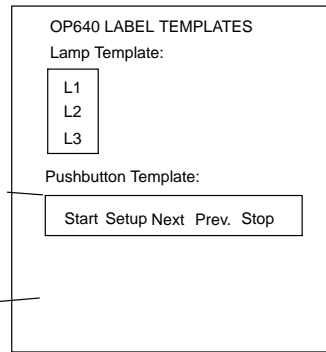 OP640 LABEL TEMPLATES
Lamp Template:
L1
L2
L3
Pushbutton Template:
Start Setup Next Prev. Stop